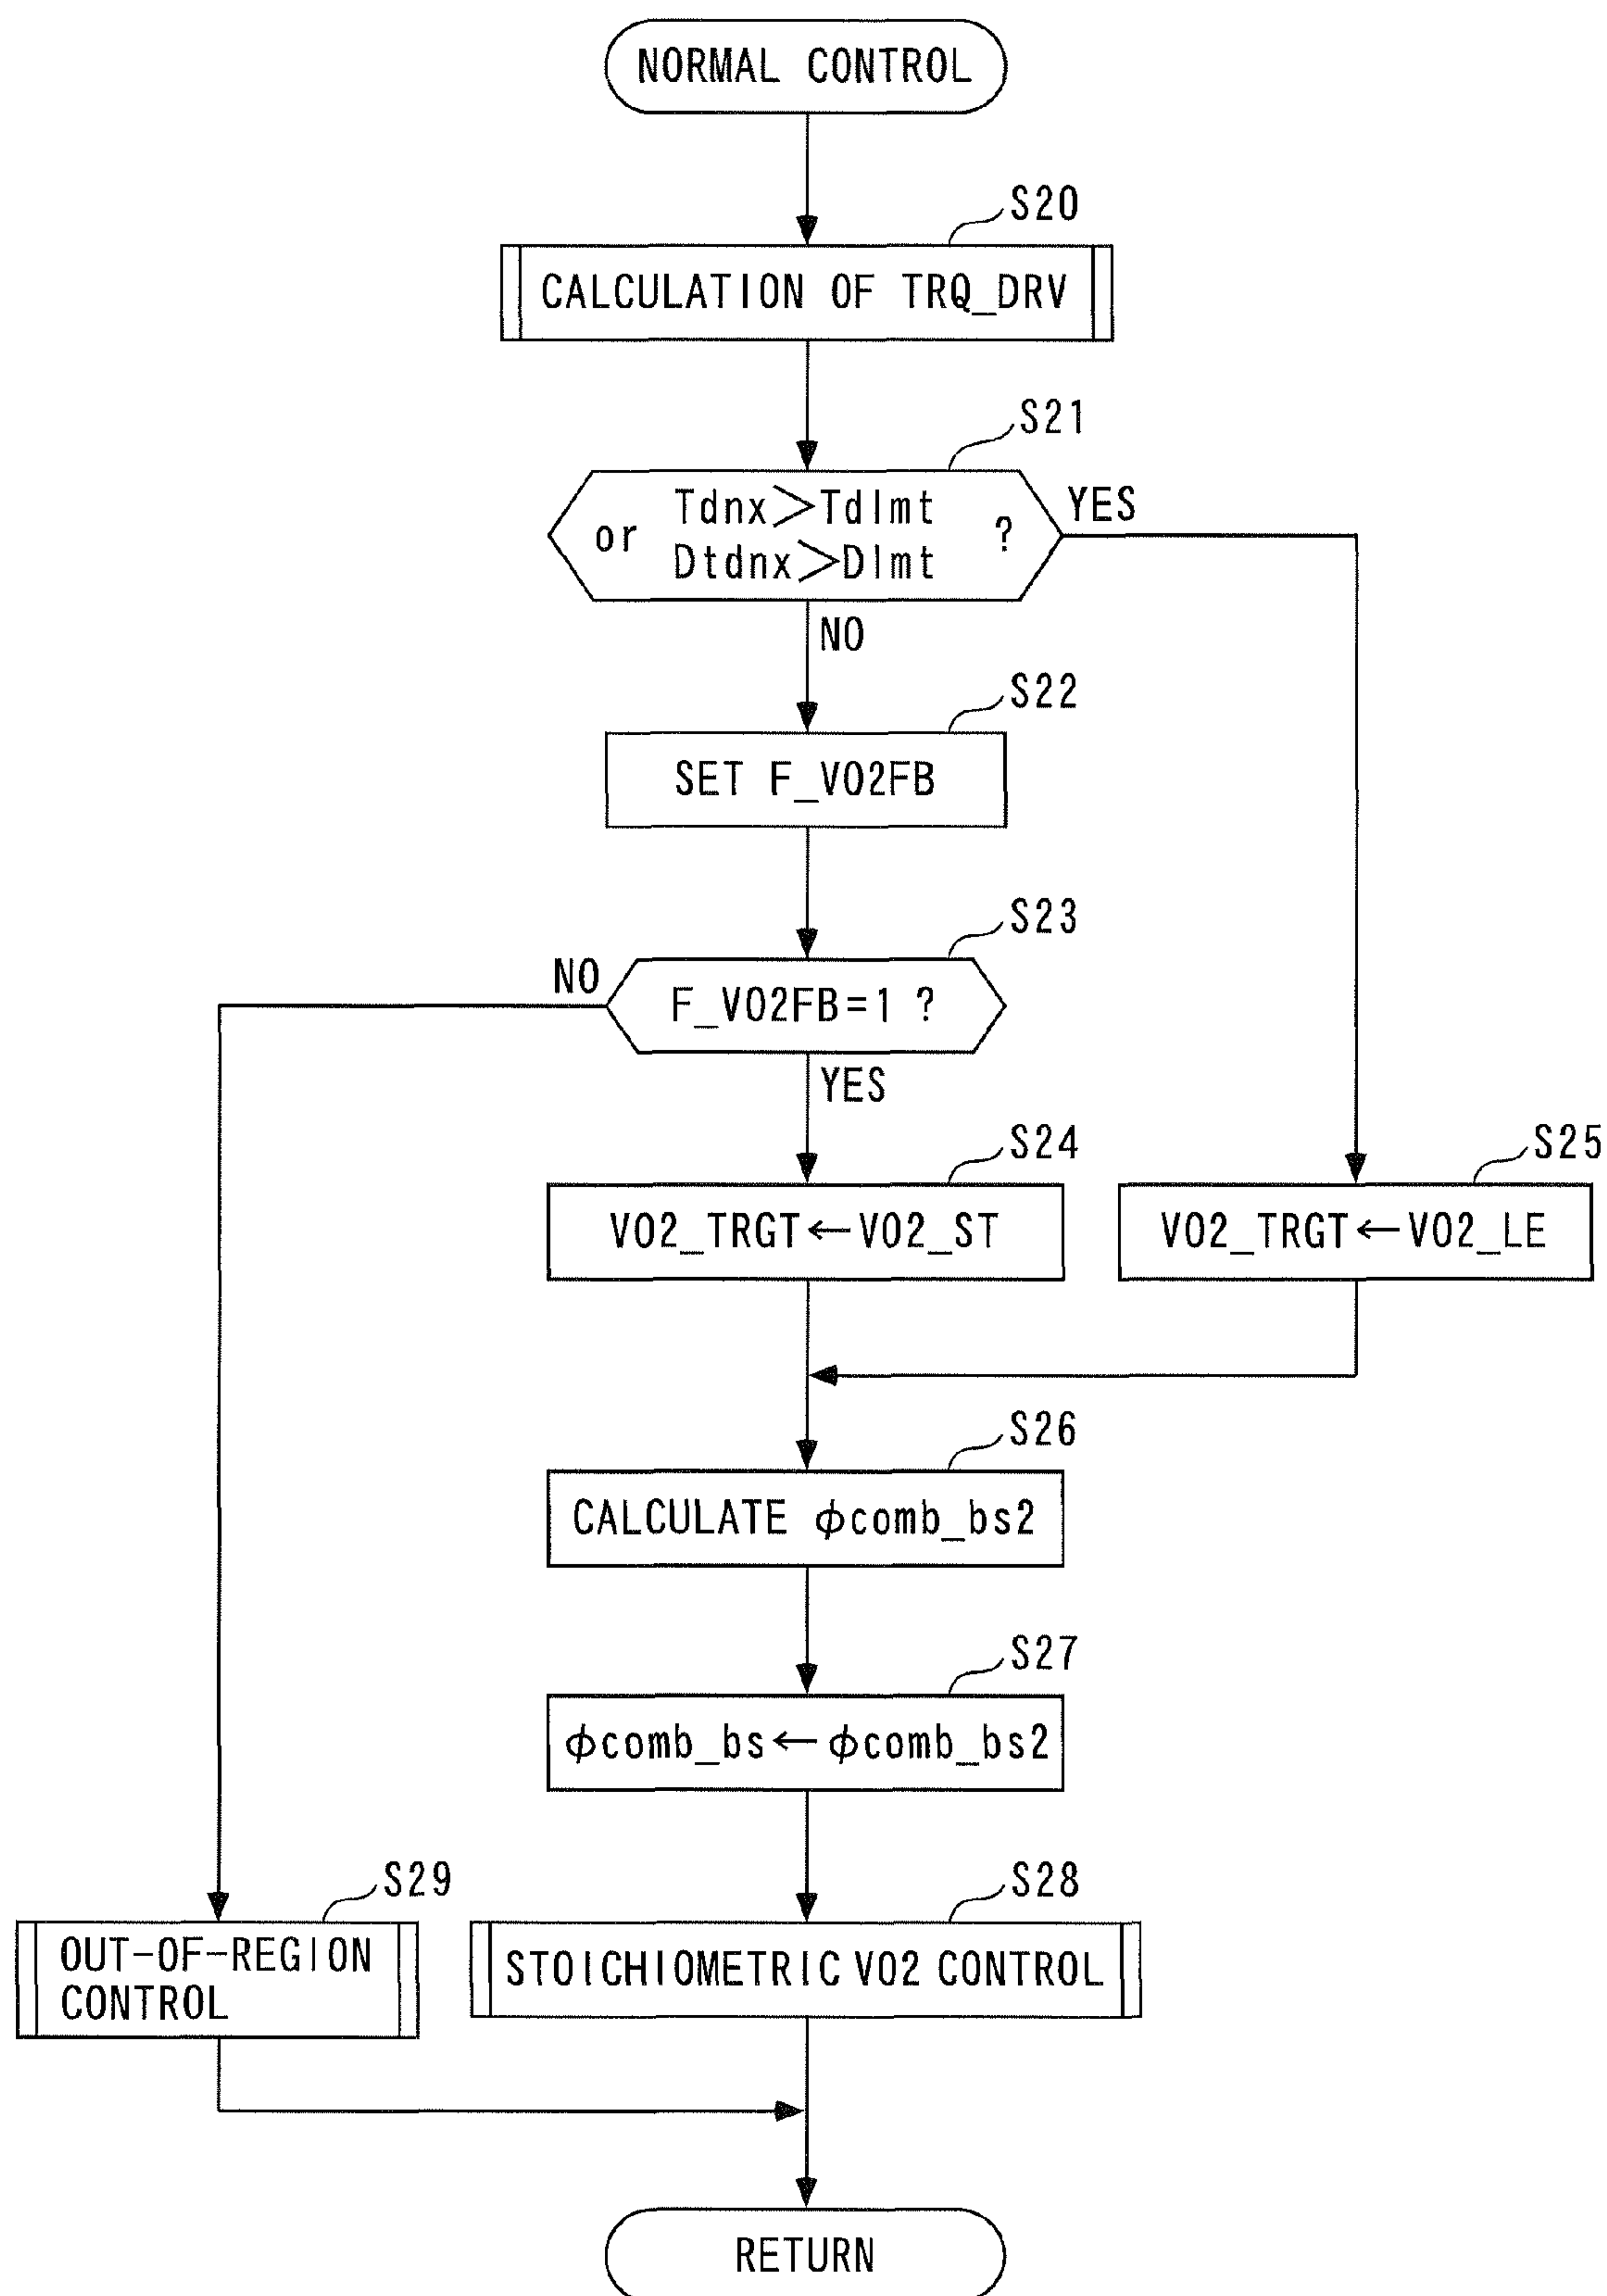 NORMAL CONTROL
S20
CALCULATION OF TRQ_DRV
S21
Tdnx>Tdlmt
or ?
Dtdnx>Dlmt
YES
NO
S22
SET F_VO2FB
S23
NO
F_VO2FB=1 ?
YES
S24
VO2_TRGT←VO2_ST
S25
VO2_TRGT←VO2_LE
S26
CALCULATE φcomb_bs2
S27
φcomb_bs←φcomb_bs2
S29
OUT-OF-REGION
CONTROL
S28
STOICHIOMETRIC VO2 CONTROL
RETURN